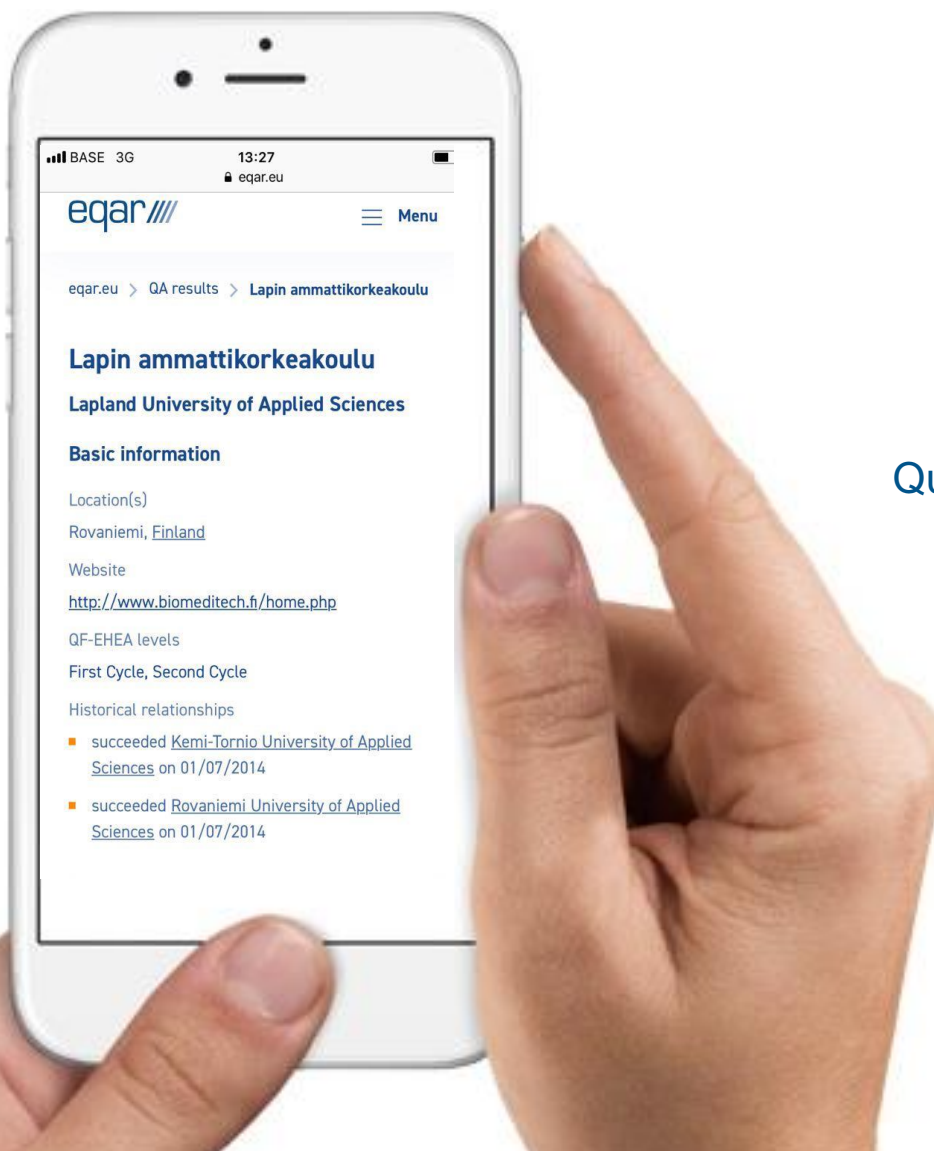 BASE 3G 13:27
eqar.eu
eqar
Menu
eqar.eu > QA results > Lapin ammattikorkeakoulu
Lapin ammattikorkeakoulu
Lapland University of Applied Sciences
Basic information
Location(s)
Rovaniemi, Finland
Website
http://www.biomeditech.fi/home.php
QF-EHEA levels
First Cycle, Second Cycle
Historical relationships
succeeded Kemi-Tornio University of Applied
Sciences on 01/07/2014
succeeded Rovaniemi University of Applied
Sciences on 01/07/2014
Qu